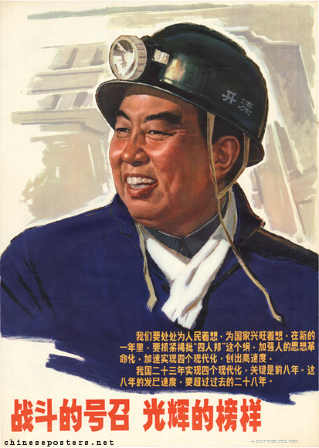 开滦
我们要处处为人民着想，为国家兴旺着想，在新的
一年里，要抓紧揭批“四人邦”这个纲，加强人的思想革
命化，加速实现四个现代化，创出高速度。
我国二十三年实现四个现代化，关键是前八年。这
八年的发展速度，要超过过去的二十八年。
战斗的号召 光辉的榜样
chineseposters.net